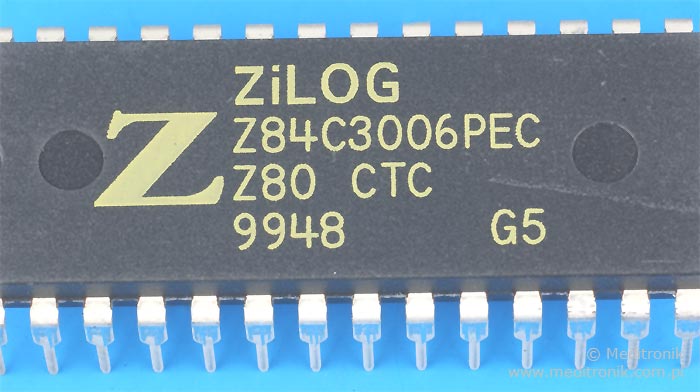 ZiLOG
Z
Z84C3006PEC
Z80 CTC
9948 G5
© Meditronik
www.meditronik.com.pl